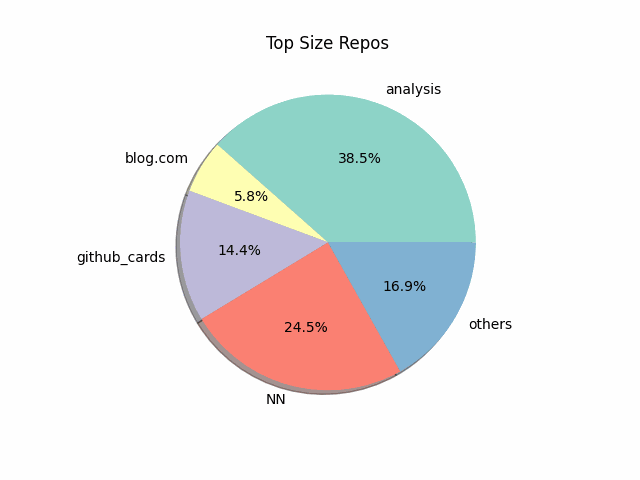 Top Size Repos
analysis
38.5%
blog.com
5.8%
github_cards
14.4%
NN
24.5%
others
16.9%